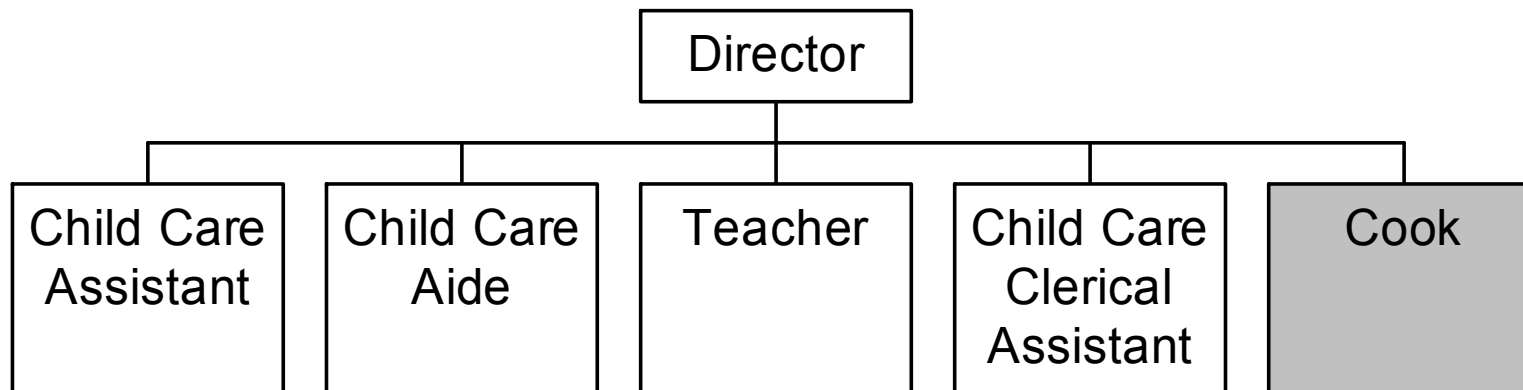 Director
Child Care
Assistant
Child Care
Aide
Teacher
Child Care
Clerical
Assistant
Cook